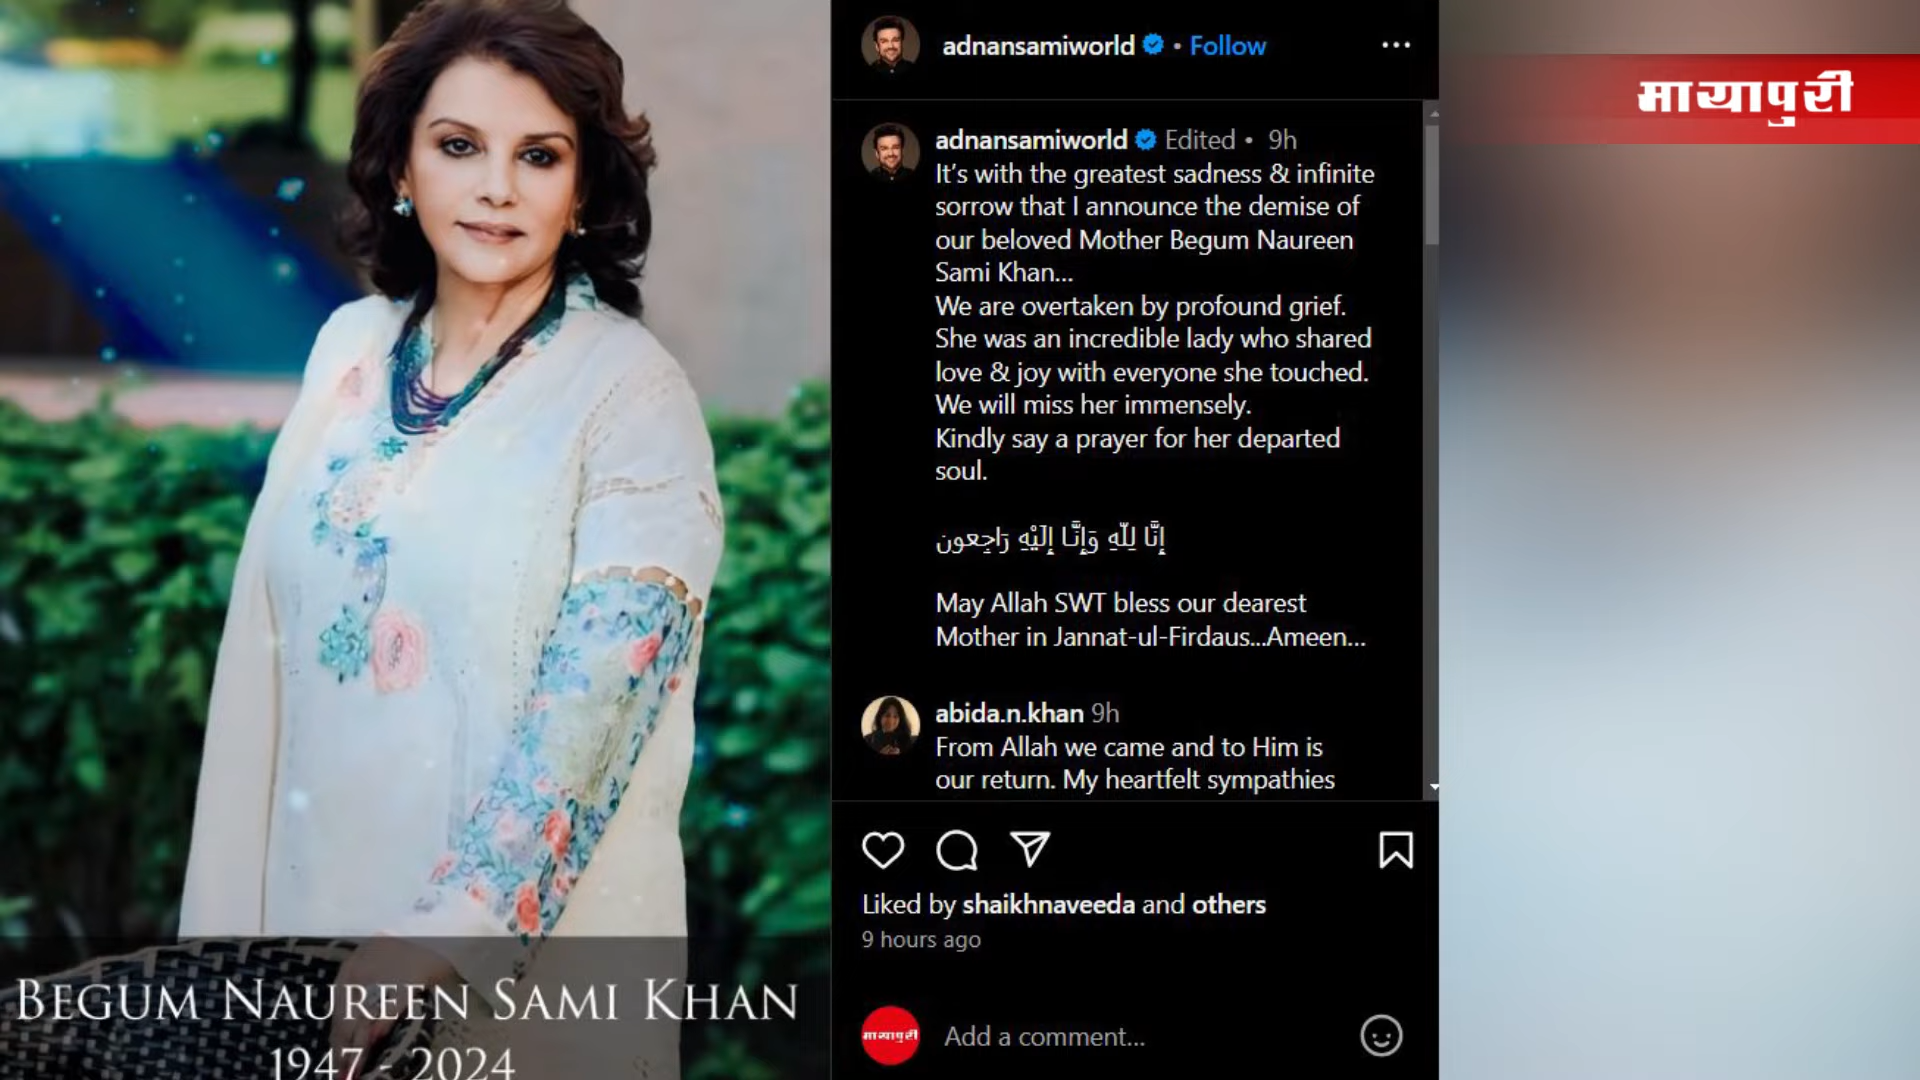 BEGUM NAUREEN SAMI KHAN
1947 - 2024
adnansamiworld • Follow
adnansamiworld Edited • 9h
It's with the greatest sadness & infinite
sorrow that I announce the demise of
our beloved Mother Begum Naureen
Sami Khan...
We are overtaken by profound grief.
She was an incredible lady who shared
love & joy with everyone she touched.
We will miss her immensely.
Kindly say a prayer for her departed
soul.
إِنَّا لِلّهِ وَإِنَّا إِلَيْهِ رَاجِعون
May Allah SWT bless our dearest
Mother in Jannat-ul-Firdaus...Ameen...
abida.n.khan 9h
From Allah we came and to Him is
our return. My heartfelt sympathies
Liked by shaikhnaveeda and others
9 hours ago
मायापुरी
Add a comment...
मायापुरी